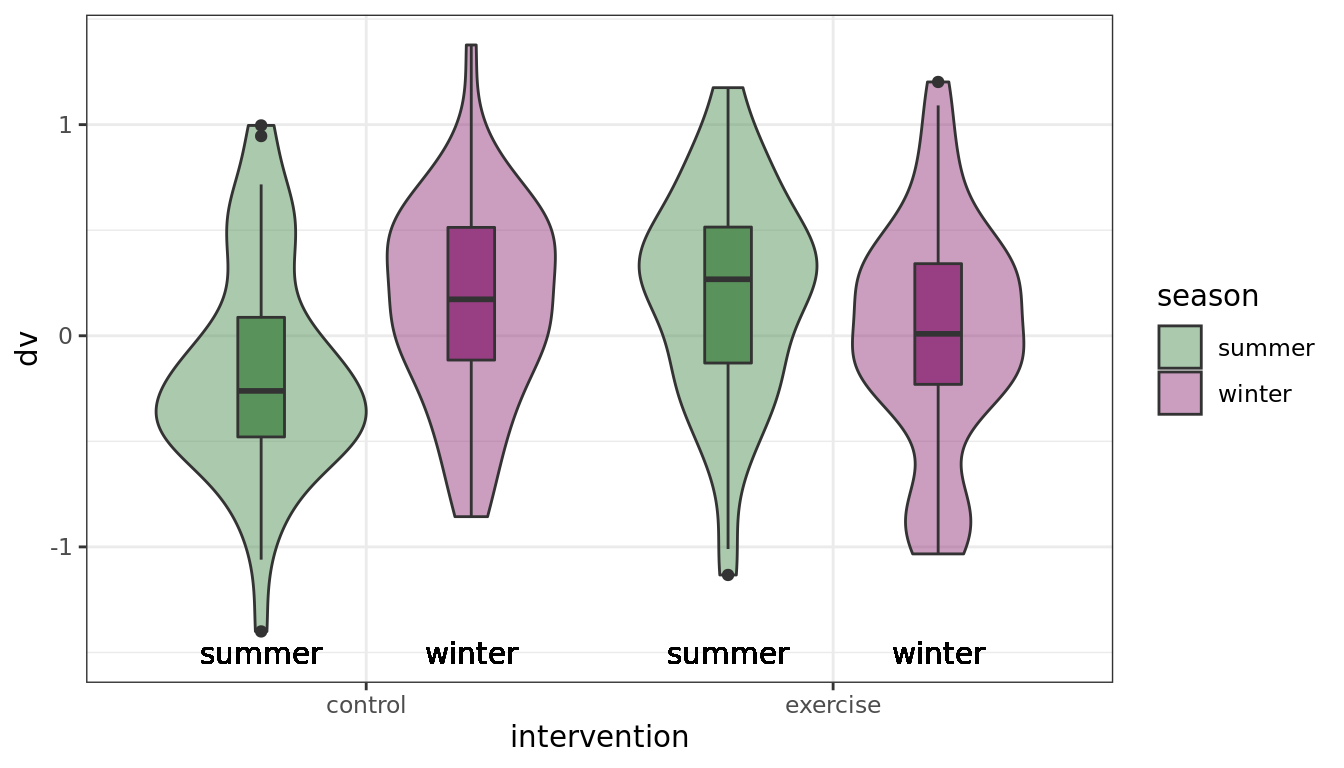 dv
1
0
-1
summer winter summer winter
control exercise
intervention
season
summer
winter